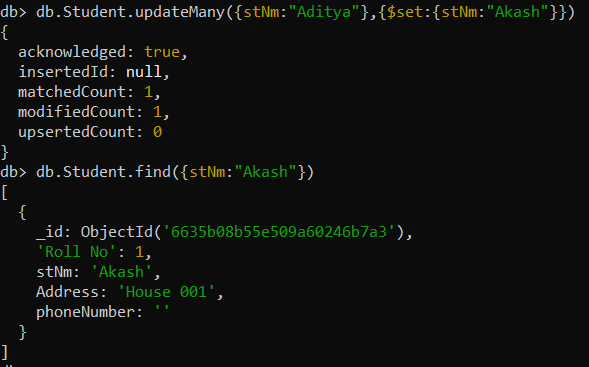 db> db.Student.updateMany({stNm:"Aditya"},{$set:{stNm:"Akash"}})
{
  acknowledged: true,
  insertedId: null,
  matchedCount: 1,
  modifiedCount: 1,
  upsertedCount: 0
}
db> db.Student.find({stNm:"Akash"})
[
  {
    _id: ObjectId('6635b08b55e509a60246b7a3'),
    'Roll No': 1,
    stNm: 'Akash',
    Address: 'House 001',
    phoneNumber: ''
  }
]